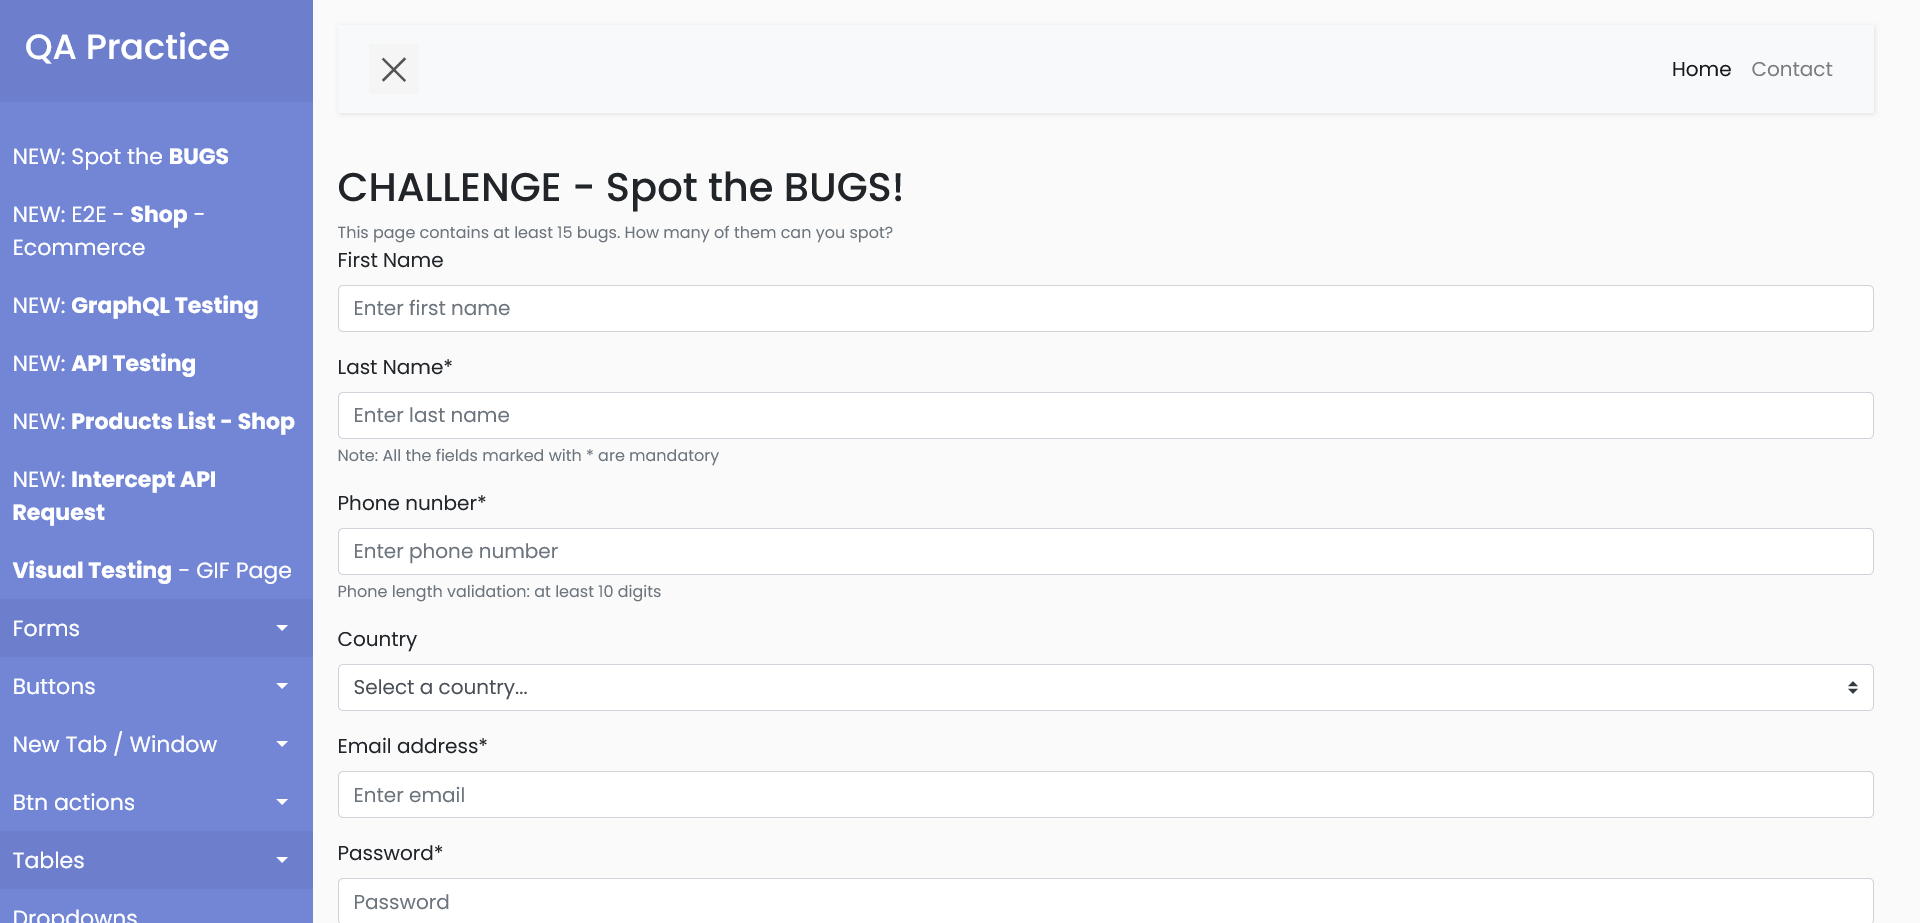 QA Practice
NEW: Spot the BUGS
NEW: E2E - Shop -
Ecommerce
NEW: GraphQL Testing
NEW: API Testing
NEW: Products List - Shop
NEW: Intercept API
Request
Visual Testing - GIF Page
Forms
Buttons
New Tab / Window
Btn actions
Tables
Dropdowns
Home Contact
CHALLENGE - Spot the BUGS!
This page contains at least 15 bugs. How many of them can you spot?
First Name
Enter first name
Last Name*
Enter last name
Note: All the fields marked with * are mandatory
Phone nunber*
Enter phone number
Phone length validation: at least 10 digits
Country
Select a country...
Email address*
Enter email
Password*
Password